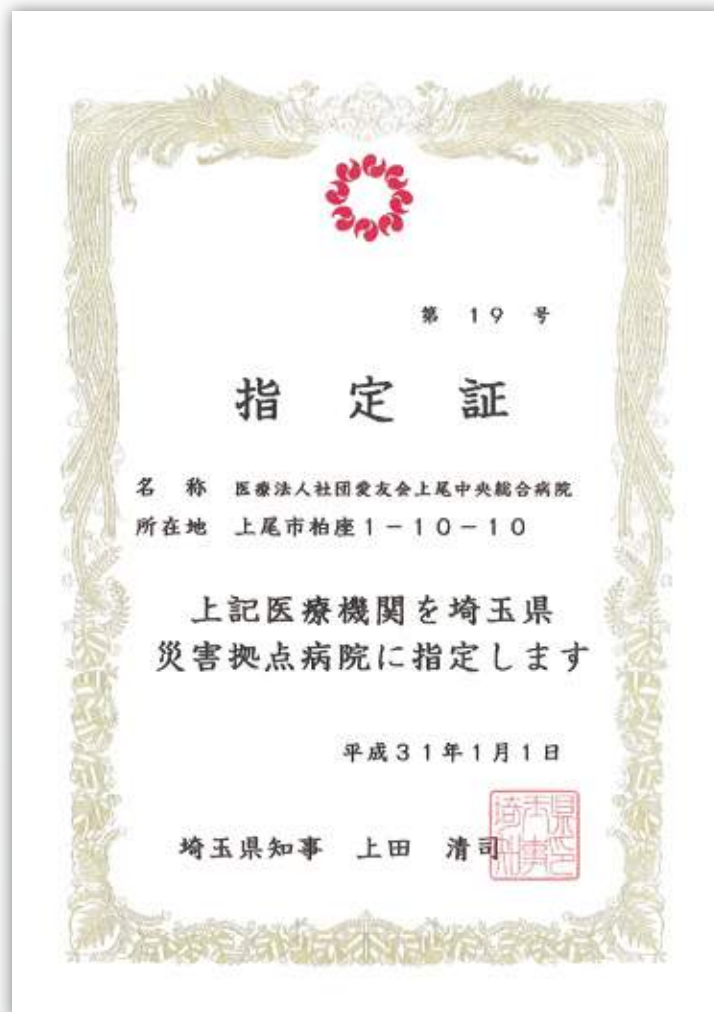 第 19 号
指定証
名 称 医療法人社団愛友会上尾中央総合病院
所在地 上尾市柏座1-10-10
上記医療機関を埼玉県
災害拠点病院に指定します
平成31年1月1日
埼玉県知事 上田 清司